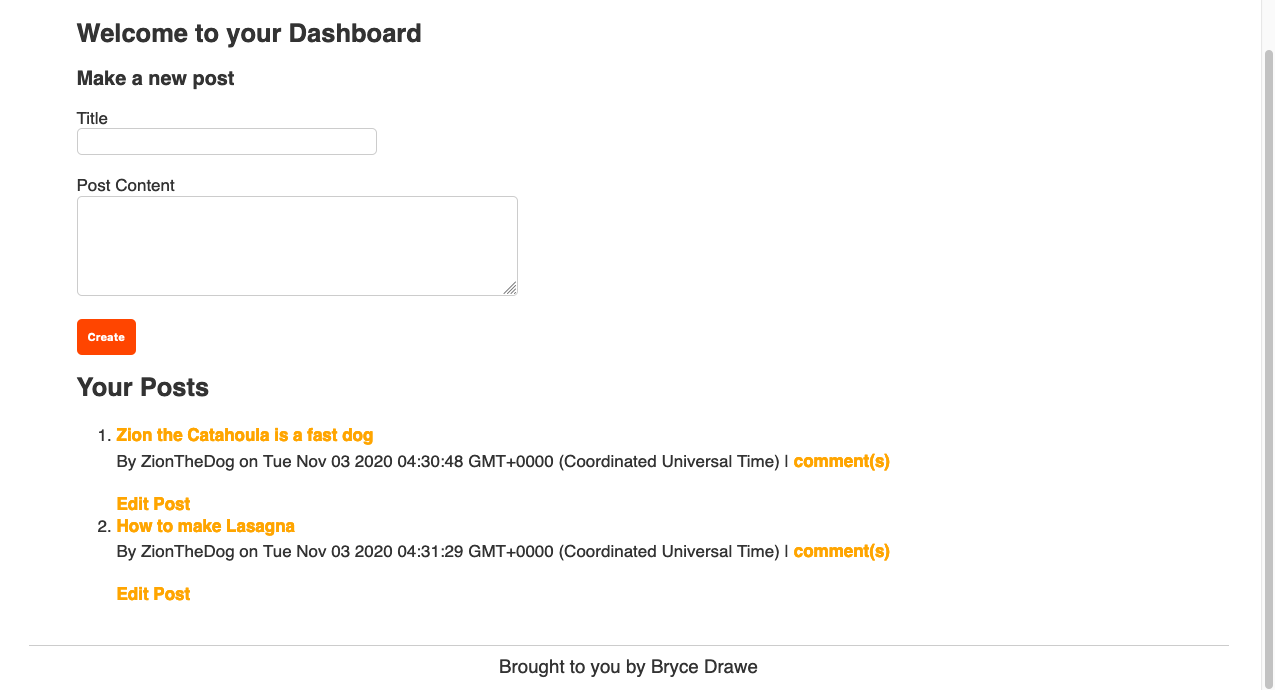 Welcome to your Dashboard
Make a new post
Title
Post Content
Create
Your Posts
1. Zion the Catahoula is a fast dog
By ZionTheDog on Tue Nov 03 2020 04:30:48 GMT+0000 (Coordinated Universal Time) | comment(s)
Edit Post
2. How to make Lasagna
By ZionTheDog on Tue Nov 03 2020 04:31:29 GMT+0000 (Coordinated Universal Time) | comment(s)
Edit Post
Brought to you by Bryce Drawe